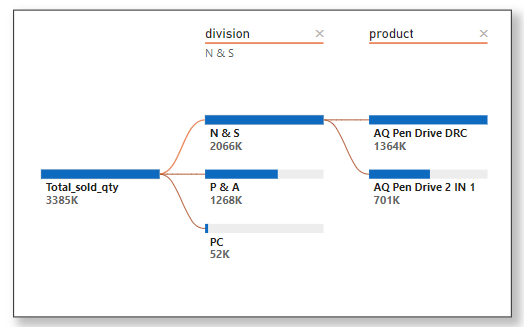 division
product
N & S
N & S
2066K
AQ Pen Drive DRC
1364K
Total_sold_qty
3385K
P & A
1268K
AQ Pen Drive 2 IN 1
701K
PC
52K